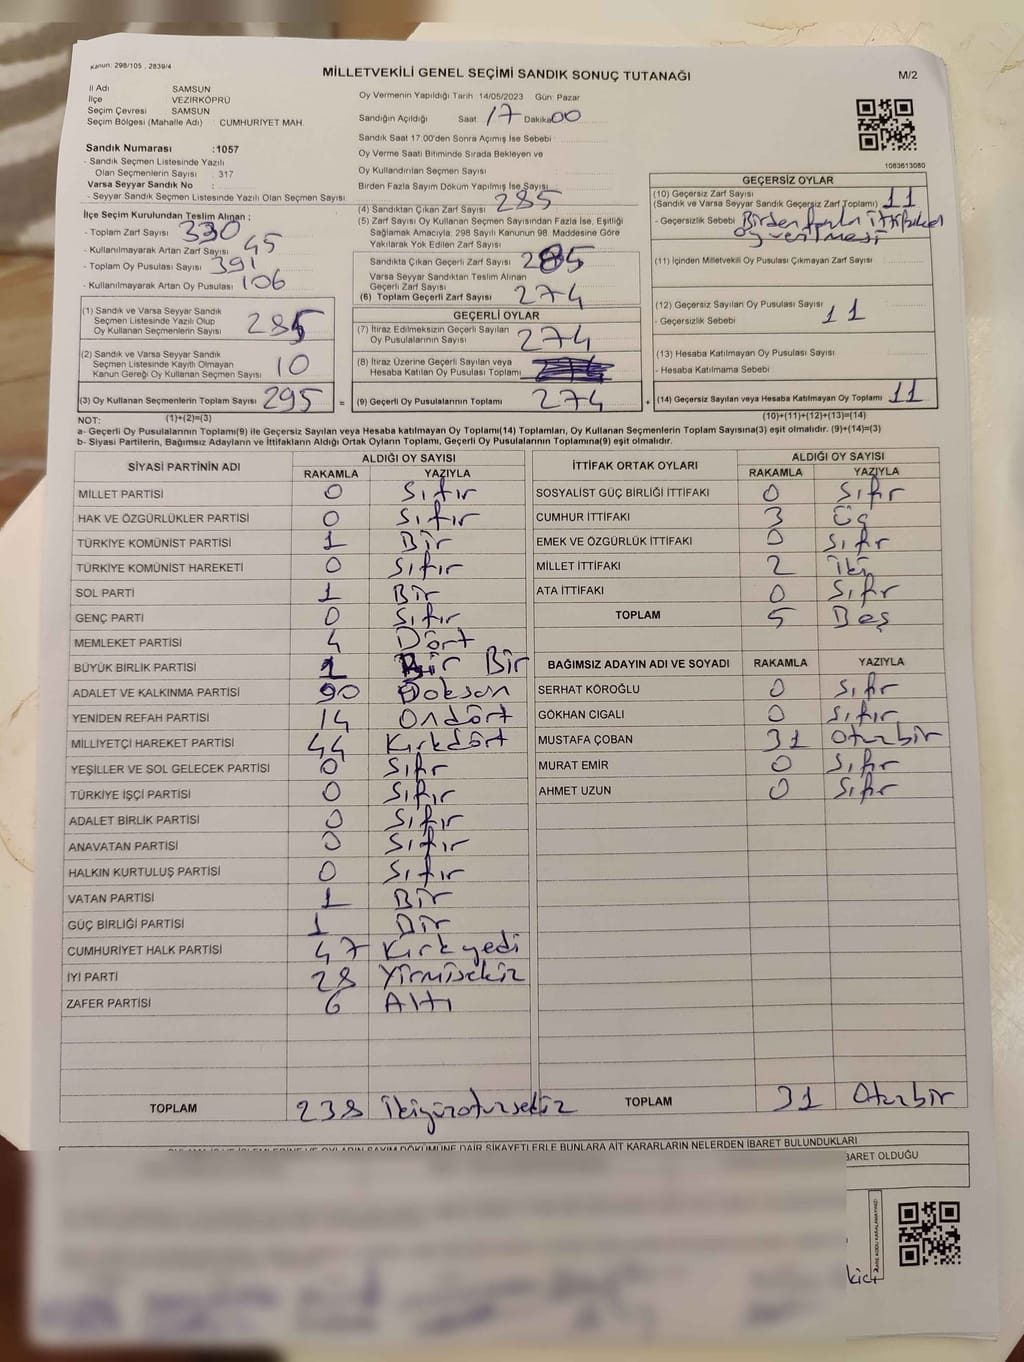 Kanun: 298/105 , 2839/4
MİLLETVEKİLİ GENEL SEÇİMİ SANDIK SONUÇ TUTANAĞI
M/2
İl Adı SAMSUN
İlçe VEZİRKÖPRÜ
Seçim Çevresi SAMSUN
Seçim Bölgesi (Mahalle Adı) CUMHURİYET MAH.
Sandık Numarası :1057
- Sandık Seçmen Listesinde Yazılı
Olan Seçmenlerin Sayısı : 317
Varsa Seyyar Sandık No :
- Seyyar Sandık Seçmen Listesinde Yazılı Olan Seçmen Sayısı
İlçe Seçim Kurulundan Teslim Alınan ;
- Toplam Zarf Sayısı 330
- Kullanılmayarak Artan Zarf Sayısı 45
- Toplam Oy Pusulası Sayısı 391
- Kullanılmayarak Artan Oy Pusulası 106
Oy Vermenin Yapıldığı Tarih :14/05/2023 Gün: Pazar
Sandığın Açıldığı Saat 17 Dakika 00
Sandık Saat 17.00'den Sonra Açımış İse Sebebi
Oy Verme Saati Bitiminde Sırada Bekleyen ve
Oy Kullandırılan Seçmen Sayısı
Birden Fazla Sayım Döküm Yapılmış İse Sayısı
(4) Sandıktan Çıkan Zarf Sayısı 285
(5) Zarf Sayısı Oy Kullanan Seçmen Sayısından Fazla İse, Eşitliği
Sağlamak Amacıyla, 298 Sayılı Kanunun 98. Maddesine Göre
Yakılarak Yok Edilen Zarf Sayısı
Sandıkta Çıkan Geçerli Zarf Sayısı 285
Varsa Seyyar Sandıktan Teslim Alınan
Geçerli Zarf Sayısı
(6) Toplam Geçerli Zarf Sayısı 274
1083613080
GEÇERSİZ OYLAR
(10) Geçersiz Zarf Sayısı
(Sandık ve Varsa Seyyar Sandık Geçersiz Zarf Toplamı) 11
- Geçersizlik Sebebi Birden fazla ittifaka
oy verilmesi
(11) İçinden Milletvekili Oy Pusulası Çıkmayan Zarf Sayısı
(12) Geçersiz Sayılan Oy Pusulası Sayısı 11
- Geçersizlik Sebebi
(13) Hesaba Katılmayan Oy Pusulası Sayısı
- Hesaba Katılmama Sebebi
(14) Geçersiz Sayılan veya Hesaba Katılmayan Oy Toplamı 11
(10)+(11)+(12)+(13)=(14)
(1) Sandık ve Varsa Seyyar Sandık
Seçmen Listesinde Yazılı Olup
Oy Kullanan Seçmenlerin Sayısı 285
(2) Sandık ve Varsa Seyyar Sandık
Seçmen Listesinde Kayıtlı Olmayan
Kanun Gereği Oy Kullanan Seçmen Sayısı 10
(3) Oy Kullanan Seçmenlerin Toplam Sayısı 295 =
(1)+(2)=(3)
GEÇERLİ OYLAR
(7) İtiraz Edilmeksizin Geçerli Sayılan
Oy Pusulalarının Sayısı 274
(8) İtiraz Üzerine Geçerli Sayılan veya
Hesaba Katılan Oy Pusulası Toplamı
(9) Geçerli Oy Pusulalarının Toplamı 274 +
NOT:
a- Geçerli Oy Pusulalarının Toplamı(9) ile Geçersiz Sayılan veya Hesaba katılmayan Oy Toplamı(14) Toplamları, Oy Kullanan Seçmenlerin Toplam Sayısına(3) eşit olmalıdır. (9)+(14)=(3)
b- Siyasi Partilerin, Bağımsız Adayların ve İttifakların Aldığı Ortak Oyların Toplamı, Geçerli Oy Pusulalarının Toplamına(9) eşit olmalıdır.
SİYASİ PARTİNİN ADI ALDIĞI OY SAYISI
RAKAMLA YAZIYLA
MİLLET PARTİSİ 0 Sıfır
HAK VE ÖZGÜRLÜKLER PARTİSİ 0 Sıfır
TÜRKİYE KOMÜNİST PARTİSİ 1 Bir
TÜRKİYE KOMÜNİST HAREKETİ 0 Sıfır
SOL PARTİ 1 Bir
GENÇ PARTİ 0 Sıfır
MEMLEKET PARTİSİ 4 Dört
BÜYÜK BİRLİK PARTİSİ 1 Bir Bir
ADALET VE KALKINMA PARTİSİ 90 Doksan
YENİDEN REFAH PARTİSİ 14 Ondört
MİLLİYETÇİ HAREKET PARTİSİ 44 Kırkdört
YEŞİLLER VE SOL GELECEK PARTİSİ 0 Sıfır
TÜRKİYE İŞÇİ PARTİSİ 0 Sıfır
ADALET BİRLİK PARTİSİ 0 Sıfır
ANAVATAN PARTİSİ 0 Sıfır
HALKIN KURTULUŞ PARTİSİ 0 Sıfır
VATAN PARTİSİ 1 Bir
GÜÇ BİRLİĞİ PARTİSİ 1 Bir
CUMHURİYET HALK PARTİSİ 47 Kırkyedi
İYİ PARTİ 28 Yirmisekiz
ZAFER PARTİSİ 6 Altı
TOPLAM 238 ikiyüzotuzsekiz
İTTİFAK ORTAK OYLARI ALDIĞI OY SAYISI
RAKAMLA YAZIYLA
SOSYALİST GÜÇ BİRLİĞİ İTTİFAKI 0 Sıfır
CUMHUR İTTİFAKI 3 Üç
EMEK VE ÖZGÜRLÜK İTTİFAKI 0 Sıfır
MİLLET İTTİFAKI 2 İki
ATA İTTİFAKI 0 Sıfır
TOPLAM 5 Beş
BAĞIMSIZ ADAYIN ADI VE SOYADI RAKAMLA YAZIYLA
SERHAT KÖROĞLU 0 Sıfır
GÖKHAN CIGALI 0 Sıfır
MUSTAFA ÇOBAN 31 Otuzbir
MURAT EMİR 0 Sıfır
AHMET UZUN 0 Sıfır
TOPLAM 31 Otuzbir
OYLARIN SAYIM DÖKÜMÜNE DAİR ŞİKAYETLERLE BUNLARA AİT KARARLARIN NELERDEN İBARET BULUNDUKLARI
BARET OLDUĞU